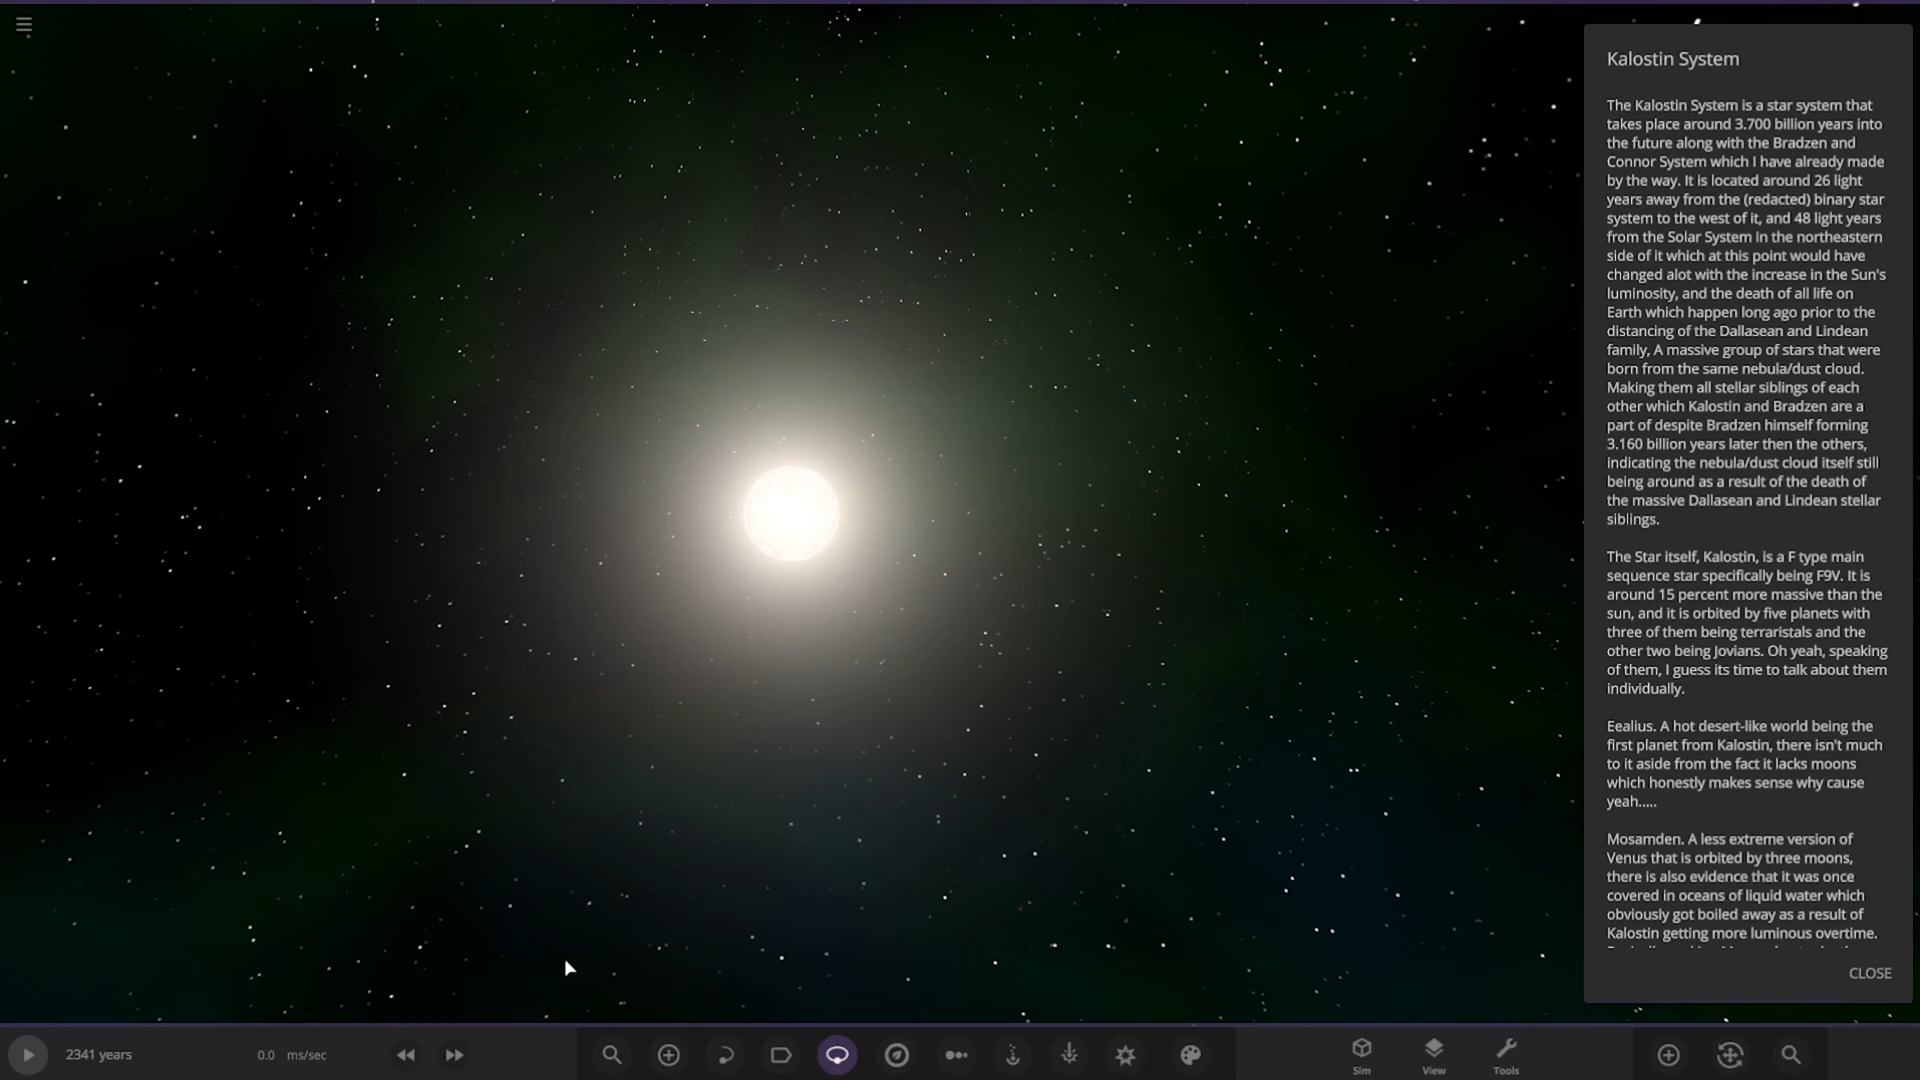 Kalostin System
The Kalostin System is a star system that
takes place around 3.700 billion years into
the future along with the Bradzen and
Connor System which I have already made
by the way. It is located around 26 light
years away from the (redacted) binary star
system to the west of it, and 48 light years
from the Solar System in the northeastern
side of it which at this point would have
changed alot with the increase in the Sun's
luminosity, and the death of all life on
Earth which happen long ago prior to the
distancing of the Dallasean and Lindean
family, A massive group of stars that were
born from the same nebula/dust cloud.
Making them all stellar siblings of each
other which Kalostin and Bradzen are a
part of despite Bradzen himself forming
3.160 billion years later then the others,
indicating the nebula/dust cloud itself still
being around as a result of the death of
the massive Dallasean and Lindean stellar
siblings.
The Star itself, Kalostin, is a F type main
sequence star specifically being F9V. It is
around 15 percent more massive than the
sun, and it is orbited by five planets with
three of them being terraristals and the
other two being Jovians. Oh yeah, speaking
of them, I guess its time to talk about them
individually.
Eealius. A hot desert-like world being the
first planet from Kalostin, there isn't much
to it aside from the fact it lacks moons
which honestly makes sense why cause
yeah.....
Mosamden. A less extreme version of
Venus that is orbited by three moons,
there is also evidence that it was once
covered in oceans of liquid water which
obviously got boiled away as a result of
Kalostin getting more luminous overtime.
CLOSE
2341 years
0.0 ms/sec
Sim
View
Tools